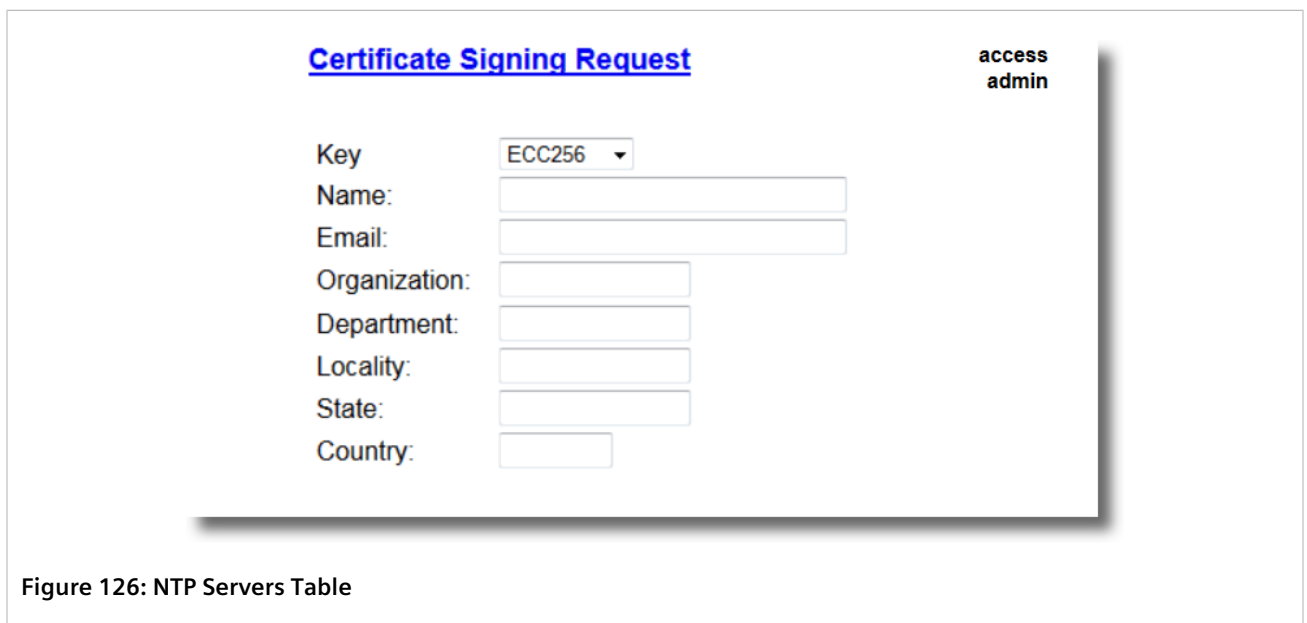 Certificate Signing Request
access
admin
Key ECC256
Name:
Email:
Organization:
Department:
Locality:
State:
Country:
Figure 126: NTP Servers Table